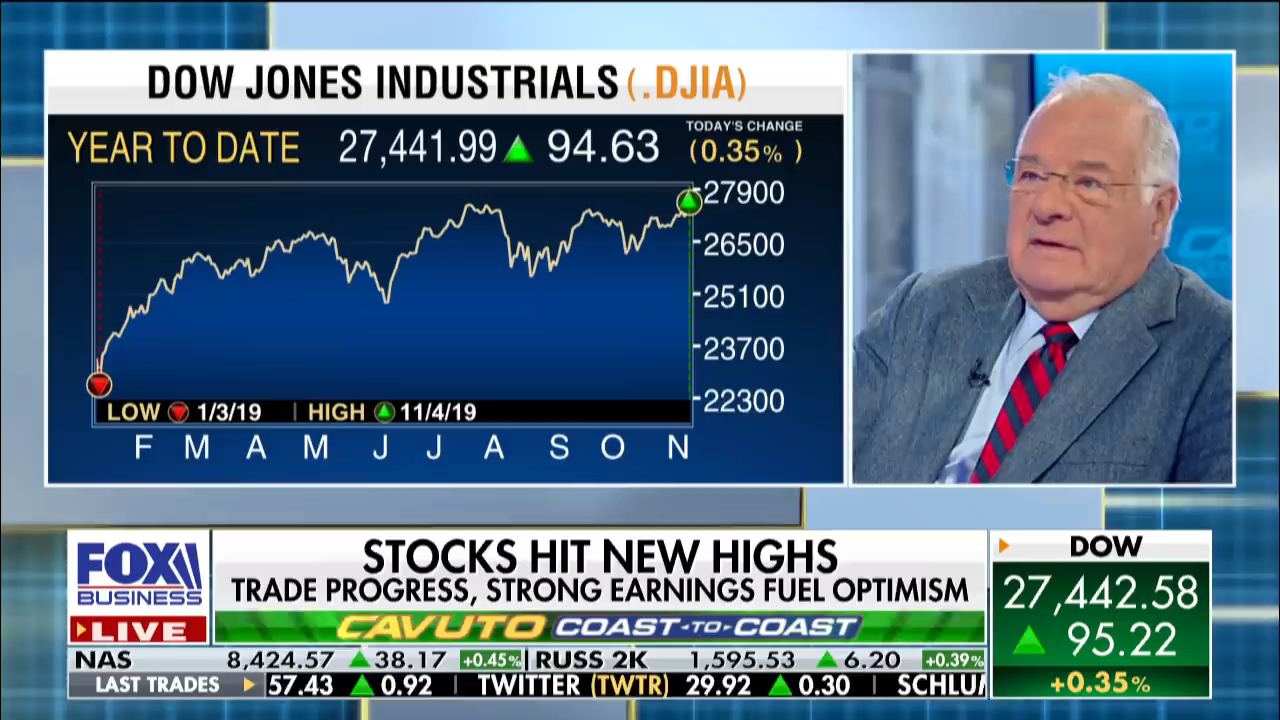 DOW JONES INDUSTRIALS (.DJIA)
YEAR TO DATE 27,441.99 ▲ 94.63
TODAY'S CHANGE
(0.35% )
27900
26500
25100
23700
22300
LOW ▼ 1/3/19 | HIGH ▲ 11/4/19
F M A M J J A S O N
FOX
BUSINESS
LIVE
STOCKS HIT NEW HIGHS
TRADE PROGRESS, STRONG EARNINGS FUEL OPTIMISM
CAVUTO COAST-TO-COAST
DOW
27,442.58
▲ 95.22
+0.35%
NAS 8,424.57 ▲ 38.17 +0.45% RUSS 2K 1,595.53 ▲ 6.20 +0.39%
LAST TRADES 57.43 ▲ 0.92 | TWITTER (TWTR) 29.92 ▲ 0.30 | SCHLUM